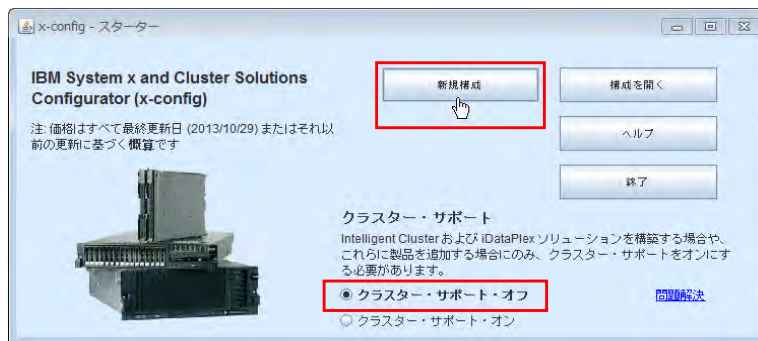 x-config - スターター
IBM System x and Cluster Solutions
Configurator (x-config)
注: 価格はすべて最終更新日 (2013/10/29) またはそれ以
前の更新に基づく概算です
新規構成
構成を開く
ヘルプ
終了
クラスター・サポート
Intelligent Cluster および iDataPlex ソリューションを構築する場合や、
これらに製品を追加する場合にのみ、クラスター・サポートをオンにす
る必要があります。
クラスター・サポート・オフ
問題解決
クラスター・サポート・オン